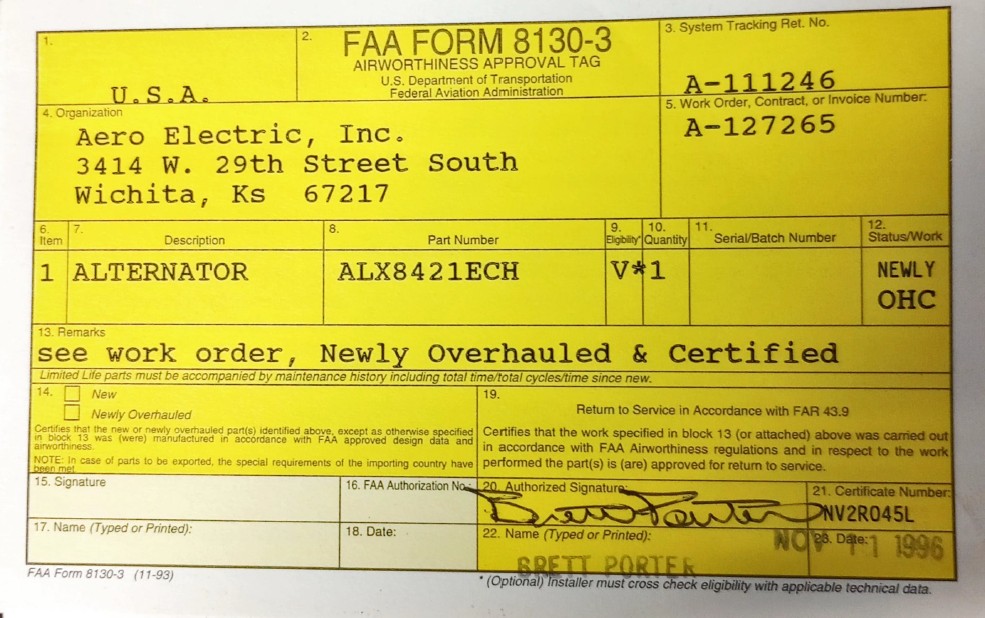 1.
U.S.A.
2.
FAA FORM 8130-3
AIRWORTHINESS APPROVAL TAG
U.S. Department of Transportation
Federal Aviation Administration
3. System Tracking Ret. No.
A-111246
4. Organization
Aero Electric, Inc.
3414 W. 29th Street South
Wichita, Ks 67217
5. Work Order, Contract, or Invoice Number:
A-127265
6. Item
7. Description
8. Part Number
9. Eligibility*
10. Quantity
11. Serial/Batch Number
12. Status/Work
1 ALTERNATOR ALX8421ECH V*1 NEWLY
OHC
13. Remarks
see work order, Newly Overhauled & Certified
Limited Life parts must be accompanied by maintenance history including total time/total cycles/time since new.
14. New
Newly Overhauled
Certifies that the new or newly overhauled part(s) identified above, except as otherwise specified
in block 13 was (were) manufactured in accordance with FAA approved design data and
airworthiness.
NOTE: In case of parts to be exported, the special requirements of the importing country have
been met
19.
Return to Service in Accordance with FAR 43.9
Certifies that the work specified in block 13 (or attached) above was carried out
in accordance with FAA Airworthiness regulations and in respect to the work
performed the part(s) is (are) approved for return to service.
15. Signature
16. FAA Authorization No.:
20. Authorized Signature:
Brett Porter
21. Certificate Number:
NV2R045L
17. Name (Typed or Printed):
18. Date:
22. Name (Typed or Printed):
BRETT PORTER
23. Date:
NOV 11 1996
FAA Form 8130-3 (11-93)
* (Optional) Installer must cross check eligibility with applicable technical data.